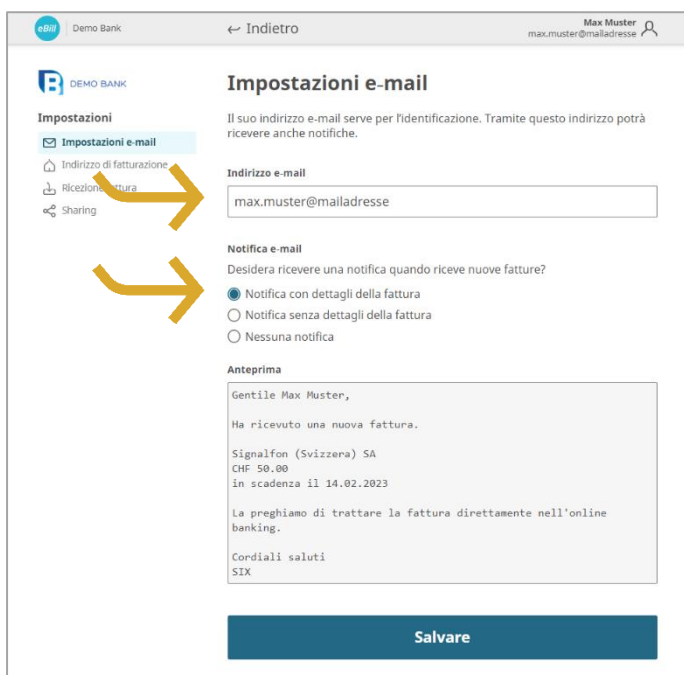 eBill Demo Bank ← Indietro Max Muster
max.muster@mailadresse
DEMO BANK
Impostazioni
Impostazioni e-mail
Indirizzo di fatturazione
Ricezione fattura
Sharing
Impostazioni e-mail
Il suo indirizzo e-mail serve per l'identificazione. Tramite questo indirizzo potrà
ricevere anche notifiche.
Indirizzo e-mail
max.muster@mailadresse
Notifica e-mail
Desidera ricevere una notifica quando riceve nuove fatture?
Notifica con dettagli della fattura
Notifica senza dettagli della fattura
Nessuna notifica
Anteprima
Gentile Max Muster,
Ha ricevuto una nuova fattura.
Signalfon (Svizzera) SA
CHF 50.00
in scadenza il 14.02.2023
La preghiamo di trattare la fattura direttamente nell'online
banking.
Cordiali saluti
SIX
Salvare